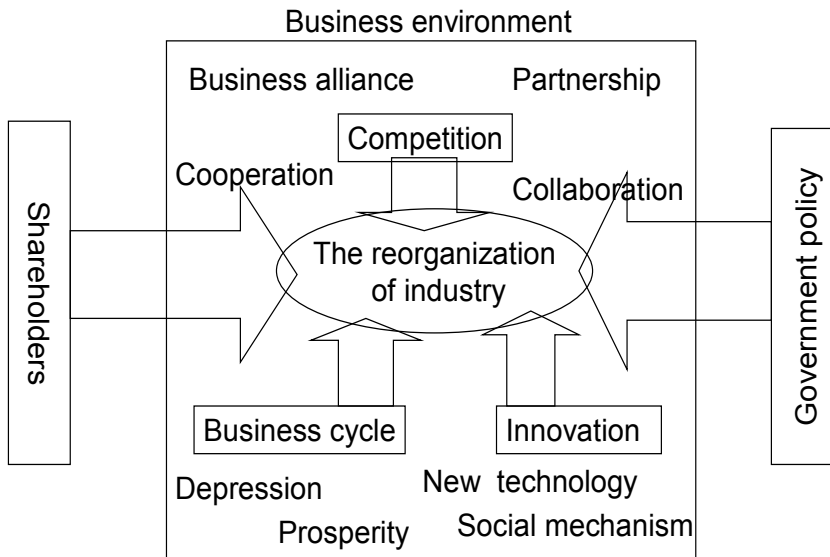 Business environment
Business alliance
Partnership
Competition
Cooperation
Collaboration
Shareholders
The reorganization
of industry
Government policy
Business cycle
Innovation
Depression
New technology
Prosperity
Social mechanism